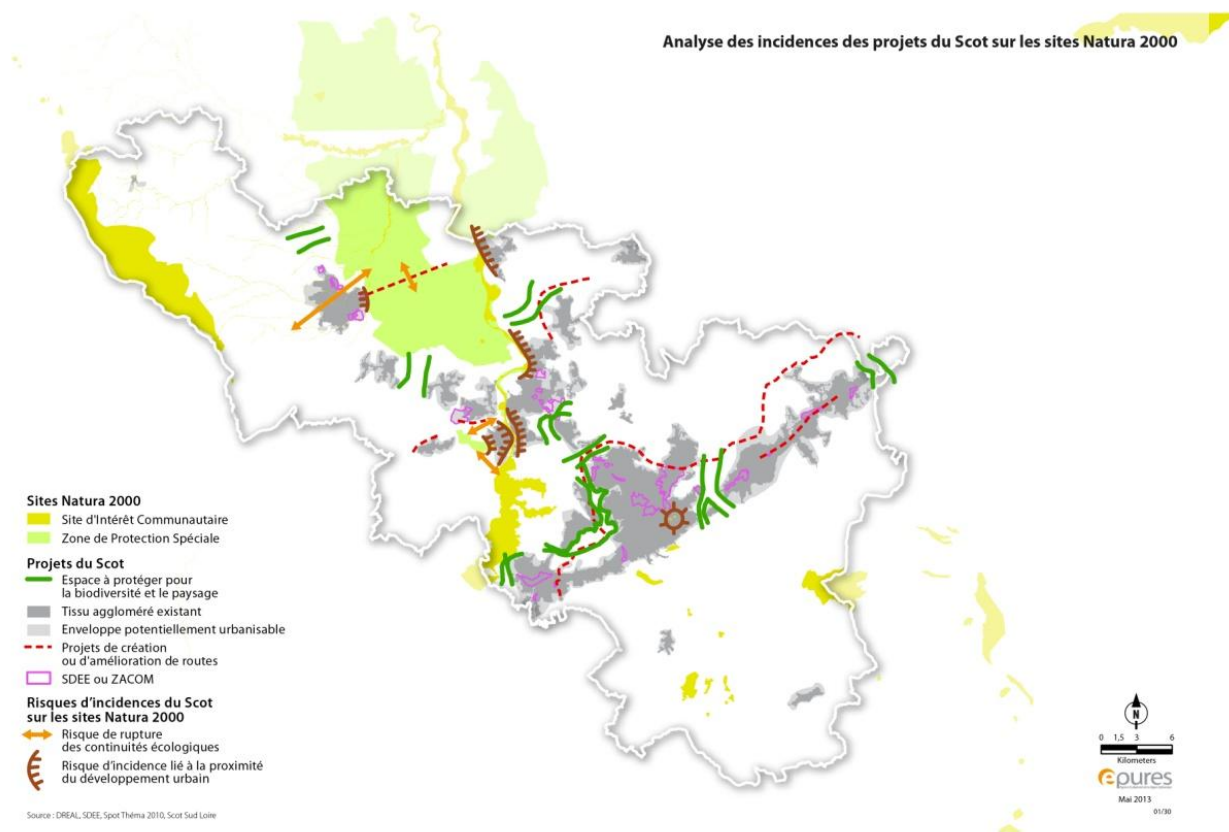 Analyse des incidences des projets du Scot sur les sites Natura 2000
Sites Natura 2000
Site d'Intérêt Communautaire
Zone de Protection Spéciale
Projets du Scot
Espace à protéger pour
la biodiversité et le paysage
Tissu aggloméré existant
Enveloppe potentiellement urbanisable
Projets de création
ou d'amélioration de routes
SDEE ou ZACOM
Risques d'incidences du Scot
sur les sites Natura 2000
Risque de rupture
des continuités écologiques
Risque d'incidence lié à la proximité
du développement urbain
Source : DREAL, SDEE, Spot Théma 2010, Scot Sud Loire
N
0 1,5 3 6
Kilometers
epures
Mai 2013
01/30